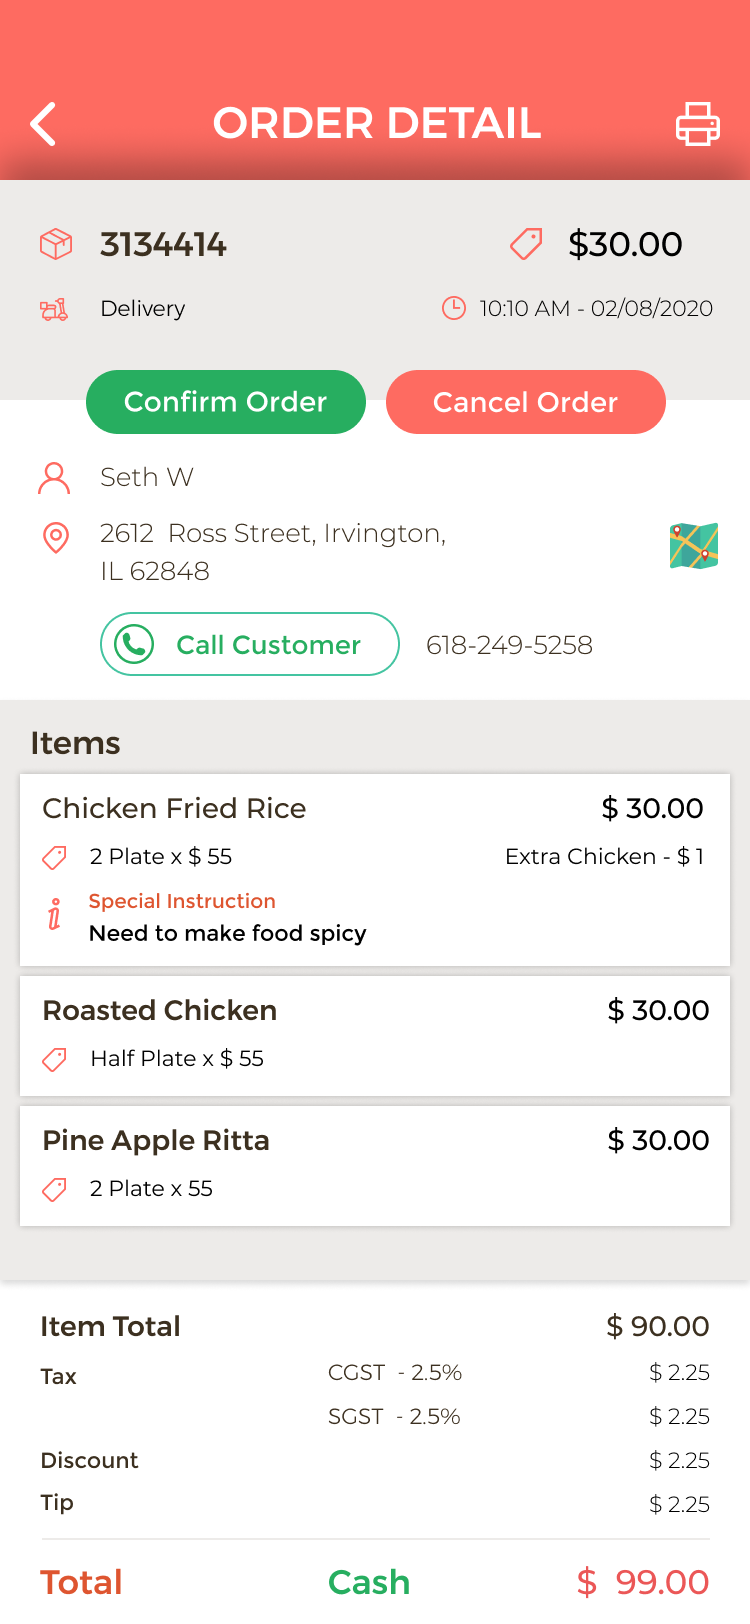 ORDER DETAIL
3134414
$30.00
Delivery
10:10 AM - 02/08/2020
Confirm Order
Cancel Order
Seth W
2612 Ross Street, Irvington,
IL 62848
Call Customer
618-249-5258
Items
Chicken Fried Rice
$ 30.00
2 Plate x $ 55
Extra Chicken - $ 1
Special Instruction
Need to make food spicy
Roasted Chicken
$ 30.00
Half Plate x $ 55
Pine Apple Ritta
$ 30.00
2 Plate x 55
Item Total
$ 90.00
Tax
CGST - 2.5%
$ 2.25
SGST - 2.5%
$ 2.25
Discount
$ 2.25
Tip
$ 2.25
Total
Cash
$ 99.00